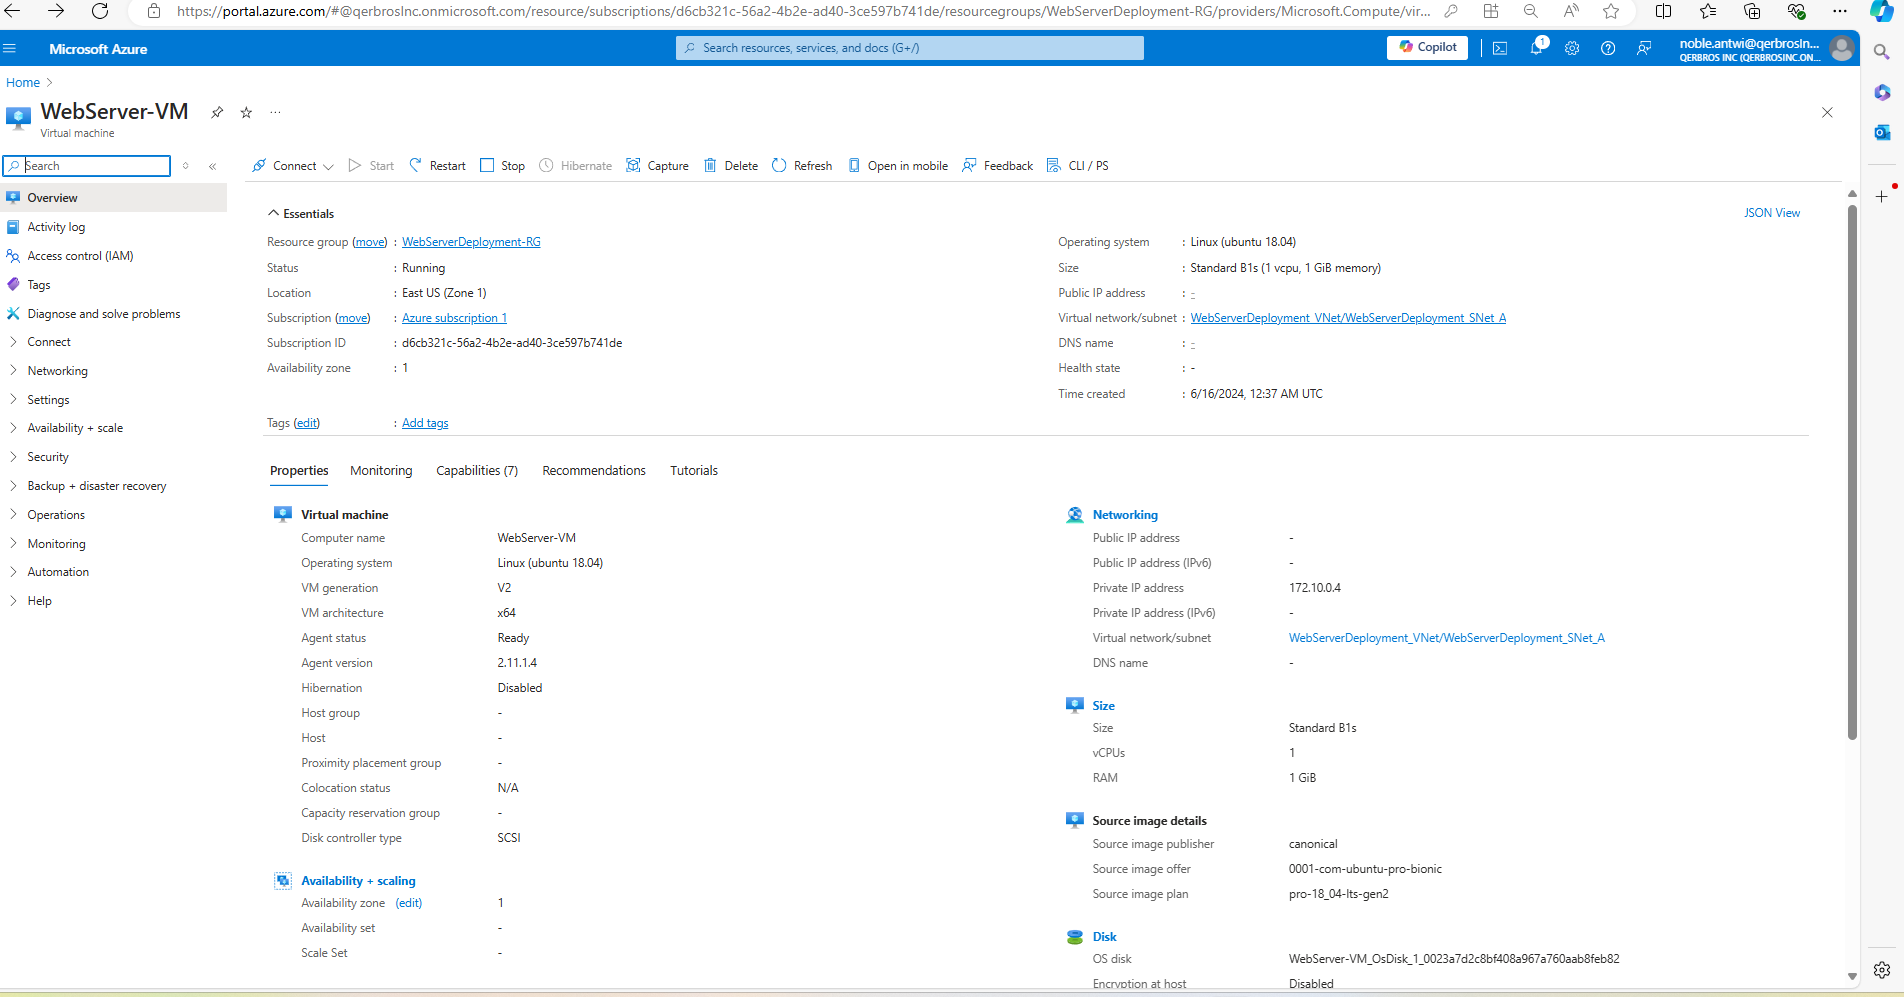 https://portal.azure.com/#@qerbrosInc.onmicrosoft.com/resource/subscriptions/d6cb321c-56a2-4b2e-ad40-3ce597b741de/resourcegroups/WebServerDeployment-RG/providers/Microsoft.Compute/vir...
Microsoft Azure
Search resources, services, and docs (G+/)
Copilot
1
noble.antwi@qerbrosIn...
QERBROS INC (QERBROSINC.ON...
Home
WebServer-VM
Virtual machine
Search
Connect
Start
Restart
Stop
Hibernate
Capture
Delete
Refresh
Open in mobile
Feedback
CLI / PS
Overview
Activity log
Access control (IAM)
Tags
Diagnose and solve problems
Connect
Networking
Settings
Availability + scale
Security
Backup + disaster recovery
Operations
Monitoring
Automation
Help
Essentials
JSON View
Resource group (move) : WebServerDeployment-RG
Status : Running
Location : East US (Zone 1)
Subscription (move) : Azure subscription 1
Subscription ID : d6cb321c-56a2-4b2e-ad40-3ce597b741de
Availability zone : 1
Operating system : Linux (ubuntu 18.04)
Size : Standard B1s (1 vcpu, 1 GiB memory)
Public IP address : -
Virtual network/subnet : WebServerDeployment_VNet/WebServerDeployment_SNet_A
DNS name : -
Health state : -
Time created : 6/16/2024, 12:37 AM UTC
Tags (edit) : Add tags
Properties
Monitoring
Capabilities (7)
Recommendations
Tutorials
Virtual machine
Computer name WebServer-VM
Operating system Linux (ubuntu 18.04)
VM generation V2
VM architecture x64
Agent status Ready
Agent version 2.11.1.4
Hibernation Disabled
Host group -
Host -
Proximity placement group -
Colocation status N/A
Capacity reservation group -
Disk controller type SCSI
Availability + scaling
Availability zone (edit) 1
Availability set -
Scale Set -
Networking
Public IP address -
Public IP address (IPv6) -
Private IP address 172.10.0.4
Private IP address (IPv6) -
Virtual network/subnet WebServerDeployment_VNet/WebServerDeployment_SNet_A
DNS name -
Size
Size Standard B1s
vCPUs 1
RAM 1 GiB
Source image details
Source image publisher canonical
Source image offer 0001-com-ubuntu-pro-bionic
Source image plan pro-18_04-lts-gen2
Disk
OS disk WebServer-VM_OsDisk_1_0023a7d2c8bf408a967a760aab8feb82
Encryption at host Disabled